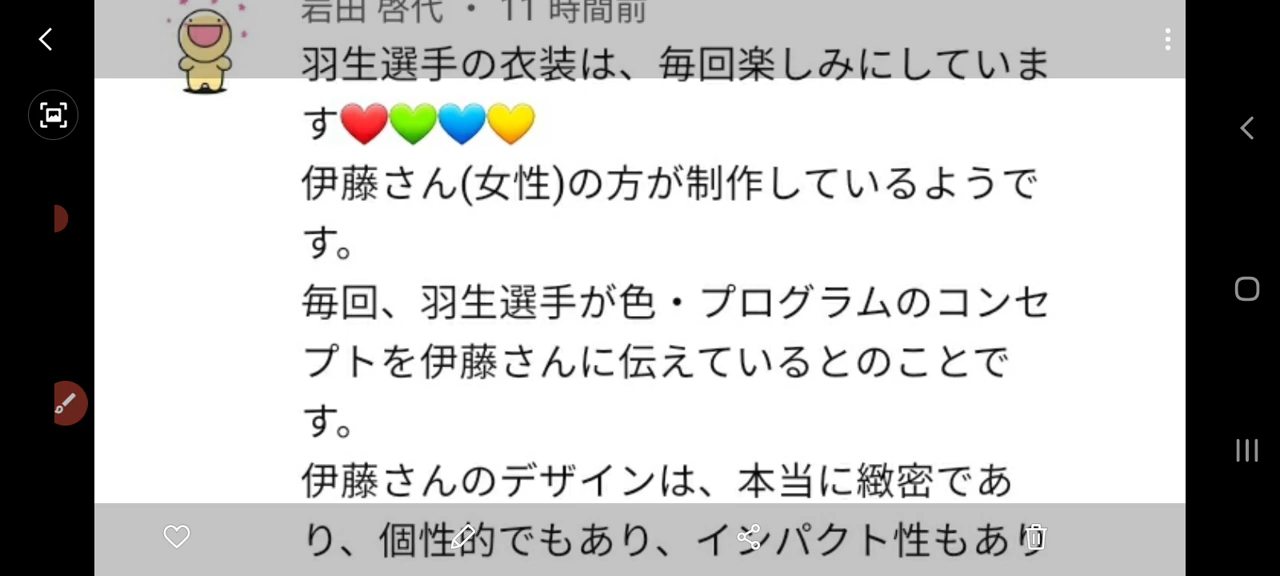 岩田 啓代 ・ 11 時間前
羽生選手の衣装は、毎回楽しみにしていま
す❤️💚💙💛
伊藤さん(女性)の方が制作しているようで
す。
毎回、羽生選手が色・プログラムのコンセ
プトを伊藤さんに伝えているとのことで
す。
伊藤さんのデザインは、本当に緻密であ
り、個性的でもあり、インパクト性もあり